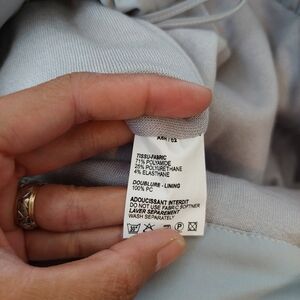 TISSU-FABRIC
71% POLYAMIDE
25% POLYURETHANE
4% ELASTHANE
DOUBLURE - LINING
100% PC
ADOUCISSANT INTERDIT
DO NOT USE FABRIC SOFTNER
LAVER SEPAREMENT
WASH SEPARATELY